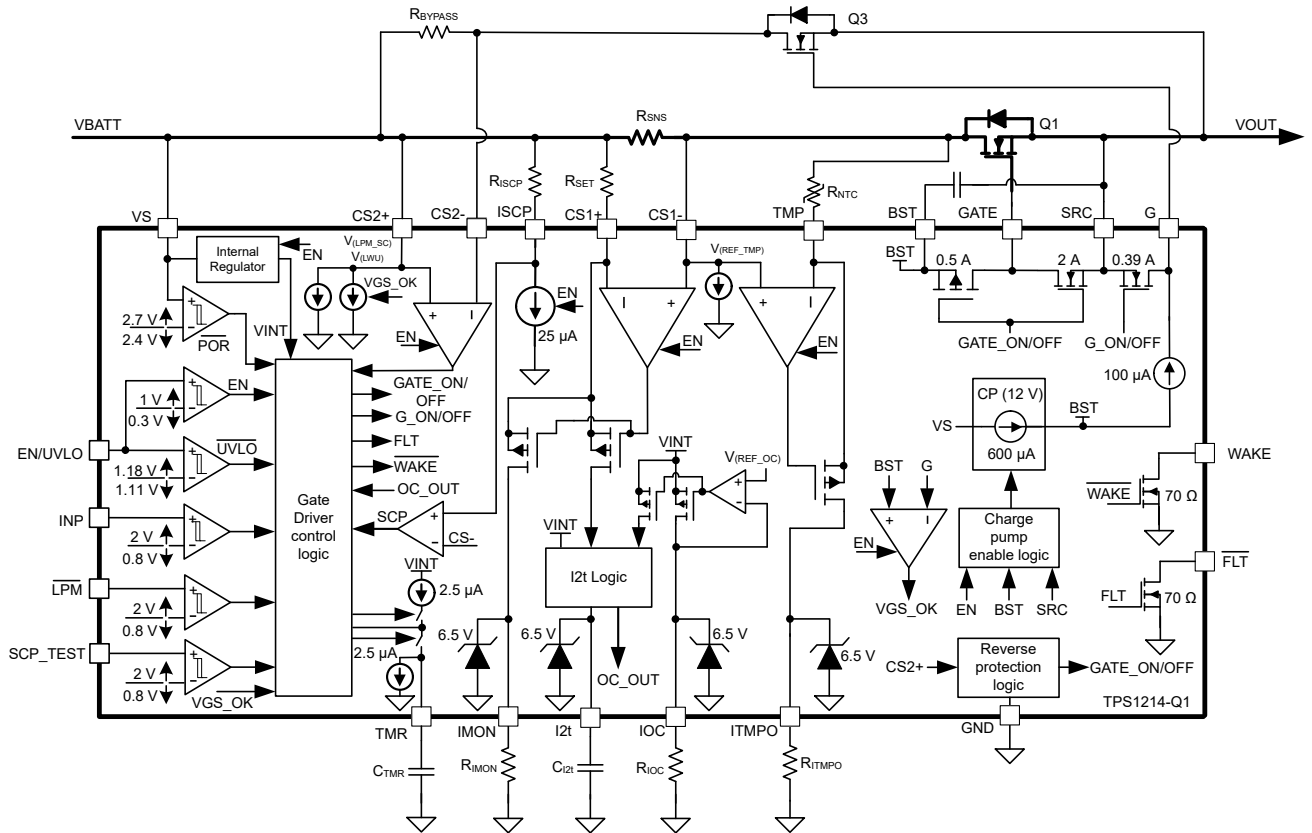 RBYPASS
Q3
VBATT
RSNS
Q1
VOUT
RISCP
RSET
RNTC
VS
CS2+
CS2-
ISCP
CS1+
CS1-
TMP
BST
GATE
SRC
G
Internal
Regulator
EN
V(LPM_SC)
V(LWU)
VGS_OK
V(REF_TMP)
BST
0.5 A
2 A
0.39 A
2.7 V
2.4 V
POR
VINT
EN
EN
25 µA
EN
EN
GATE_ON/OFF
G_ON/OFF
100 µA
EN
1 V
0.3 V
GATE_ON/
OFF
G_ON/OFF
CP (12 V)
VS
600 µA
BST
EN/UVLO
UVLO
1.18 V
1.11 V
FLT
WAKE
OC_OUT
Gate
Driver
control
logic
VINT
V(REF_OC)
BST
G
WAKE
WAKE
70 Ω
INP
2 V
0.8 V
SCP
CS-
VINT
2.5 µA
VINT
I2t Logic
EN
VGS_OK
Charge
pump
enable logic
EN
BST
SRC
FLT
FLT
70 Ω
LPM
2 V
0.8 V
SCP_TEST
2 V
0.8 V
VGS_OK
2.5 µA
6.5 V
6.5 V
OC_OUT
6.5 V
6.5 V
CS2+
Reverse
protection
logic
GATE_ON/OFF
TPS1214-Q1
TMR
IMON
I2t
IOC
ITMPO
GND
CTMR
RIMON
CI2t
RIOC
RITMPO